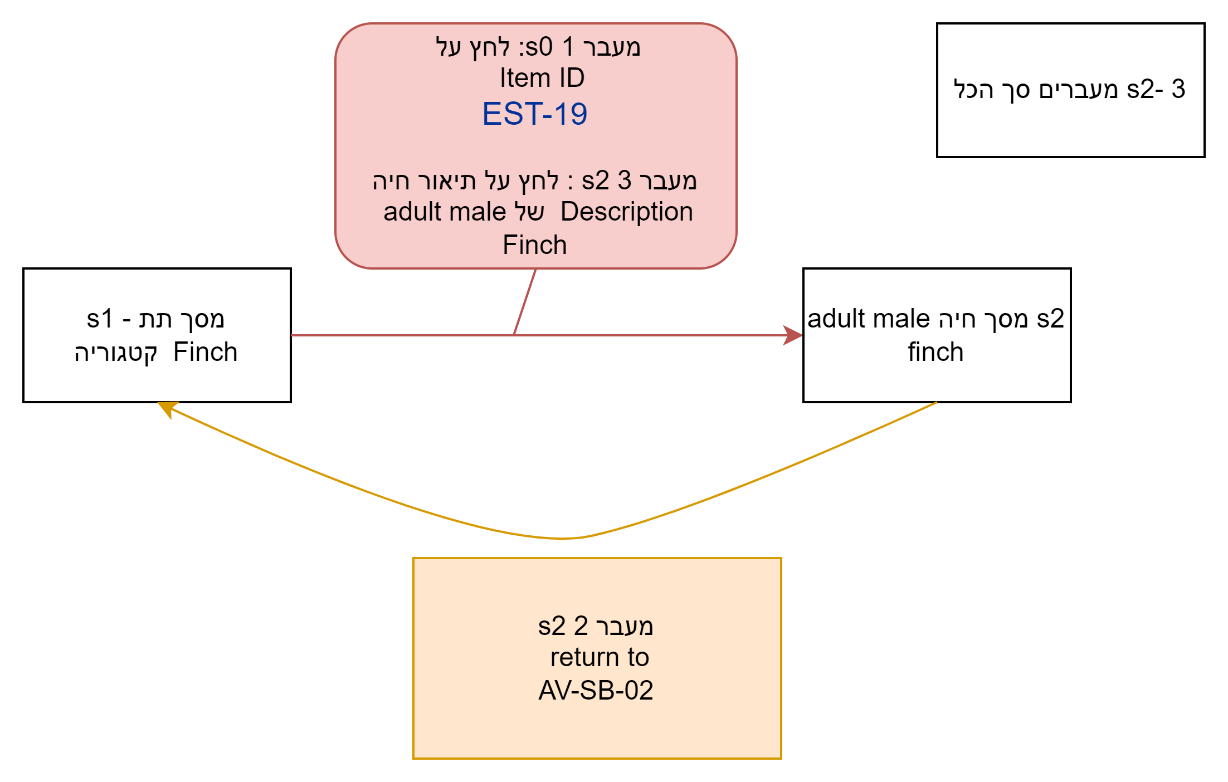 מעבר 1 s0: לחץ על
Item ID
EST-19
מעבר 3 s2 : לחץ על תיאור חיה
adult male של Description
Finch
s2- 3 מעברים סך הכל
s1 - מסך תת
קטגוריה Finch
adult male מסך חיה s2
finch
מעבר 2 s2
return to
AV-SB-02